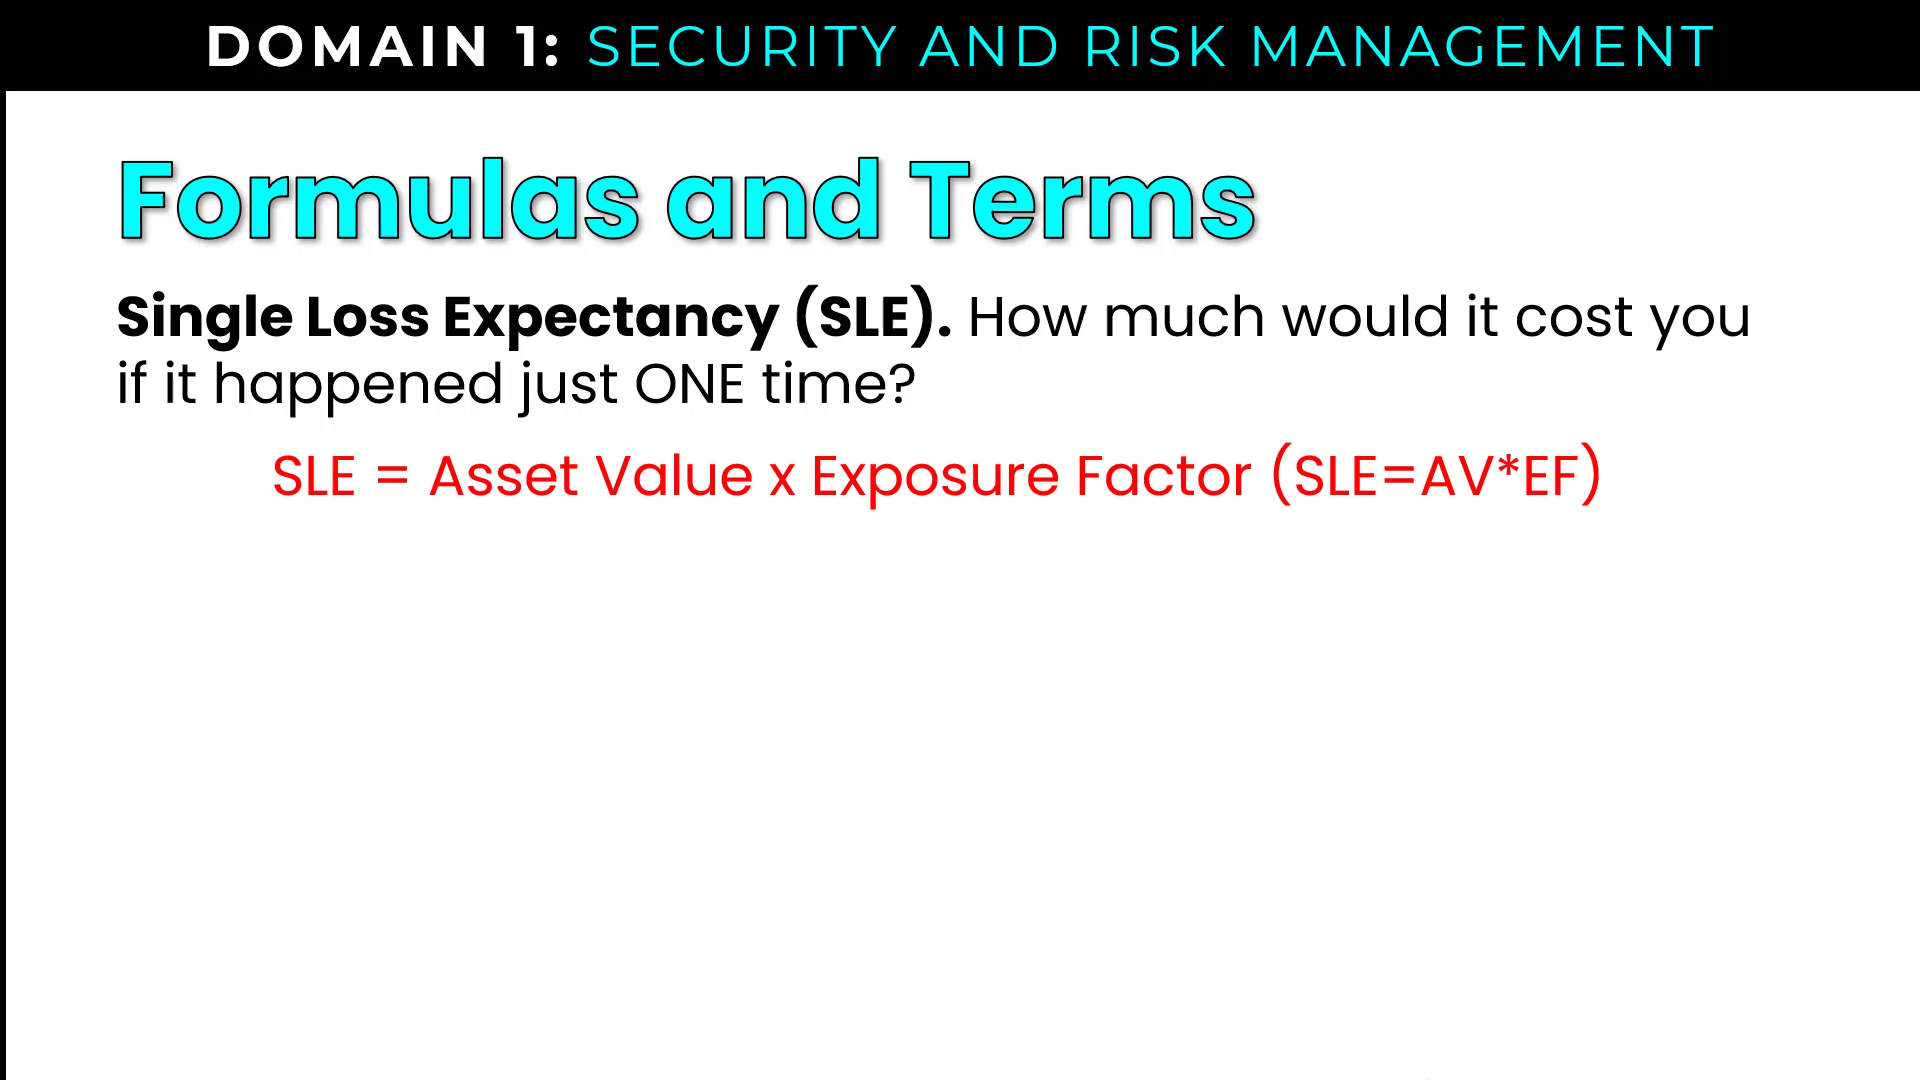 DOMAIN 1: SECURITY AND RISK MANAGEMENT
Formulas and Terms
Single Loss Expectancy (SLE). How much would it cost you
if it happened just ONE time?
SLE = Asset Value x Exposure Factor (SLE=AV*EF)